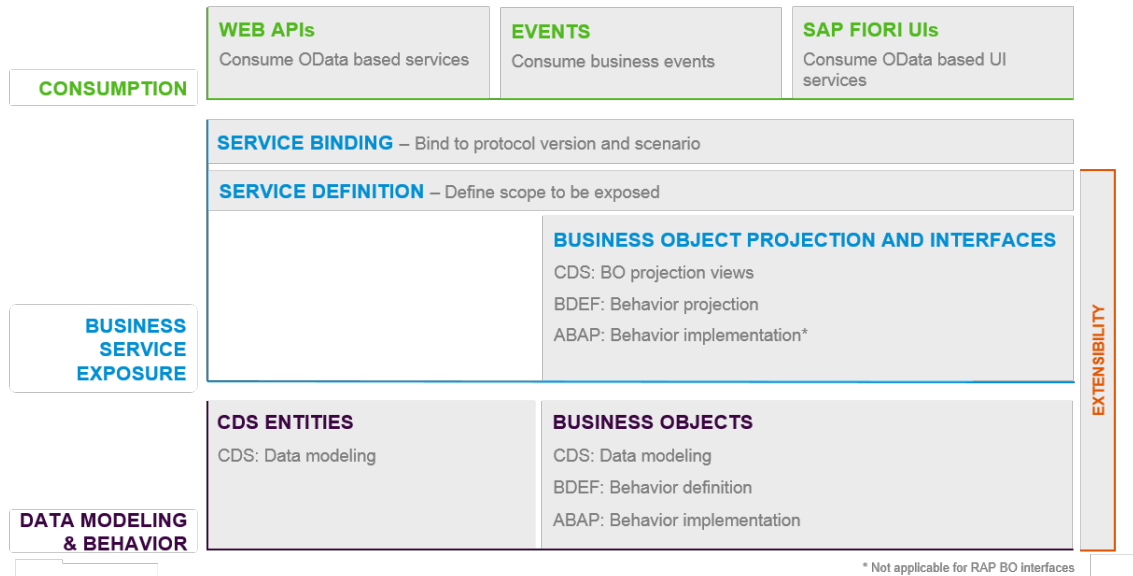 WEB APIs
Consume OData based services
EVENTS
Consume business events
SAP FIORI UIs
Consume OData based UI
services
CONSUMPTION
SERVICE BINDING – Bind to protocol version and scenario
SERVICE DEFINITION – Define scope to be exposed
BUSINESS OBJECT PROJECTION AND INTERFACES
CDS: BO projection views
BDEF: Behavior projection
ABAP: Behavior implementation*
BUSINESS
SERVICE
EXPOSURE
EXTENSIBILITY
CDS ENTITIES
CDS: Data modeling
BUSINESS OBJECTS
CDS: Data modeling
BDEF: Behavior definition
ABAP: Behavior implementation
DATA MODELING
& BEHAVIOR
* Not applicable for RAP BO interfaces